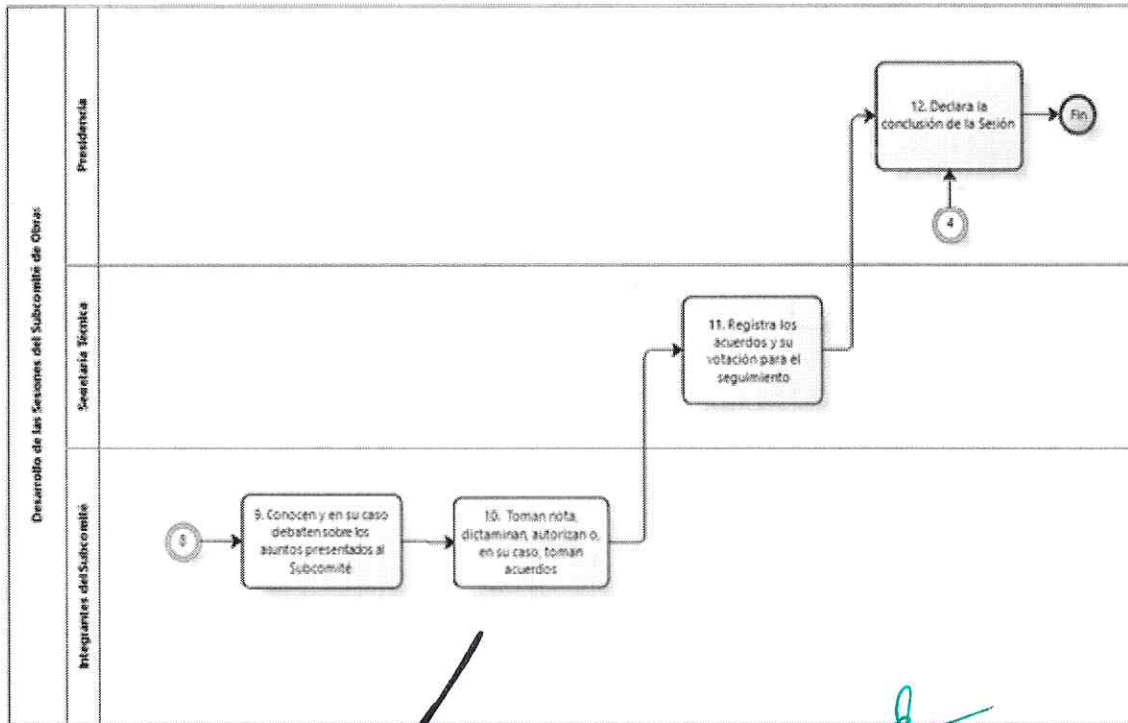 Desarrollo de las Sesiones del Subcomité de Obras
Presidencia
12. Declara la
conclusión de la Sesión
Fin
4
Secretaría Técnica
11. Registra los
acuerdos y su
votación para el
seguimiento
Integrantes del Subcomité
9. Conocen y en su caso
debaten sobre los
asuntos presentados al
Subcomité
10. Toman nota,
dictaminan, autorizan o,
en su caso, toman
acuerdos